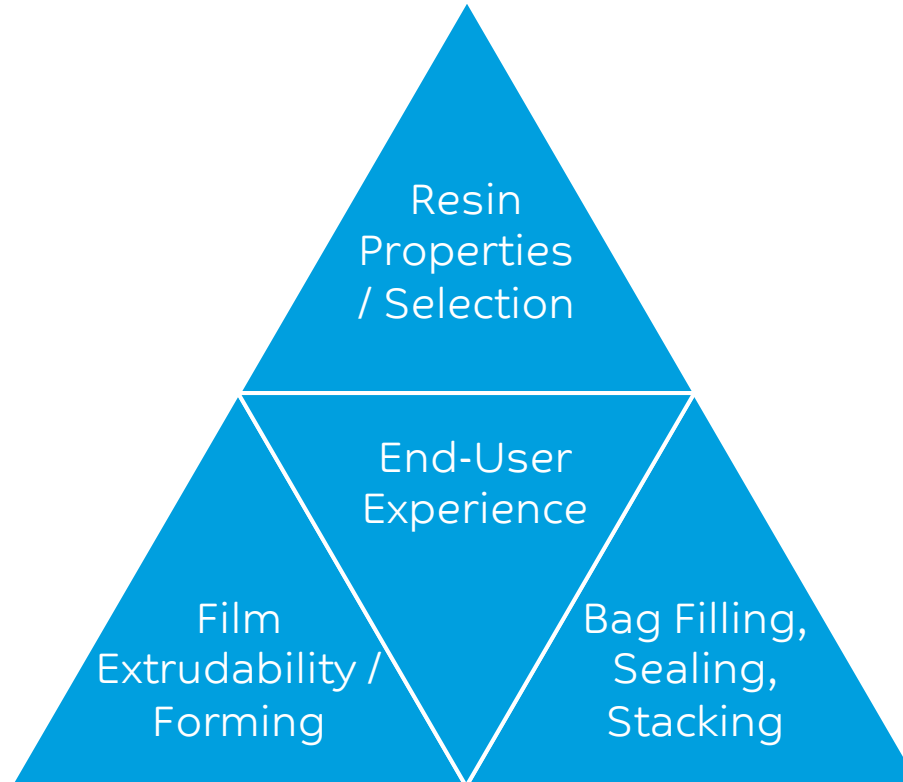 Resin
Properties
/ Selection
End-User
Experience
Film
Extrudability /
Forming
Bag Filling,
Sealing,
Stacking